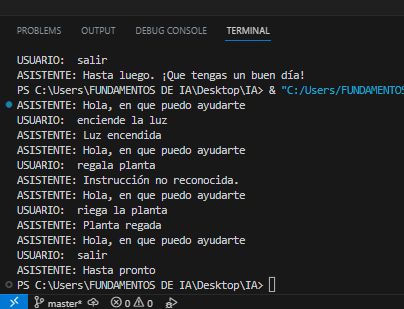 PROBLEMS OUTPUT DEBUG CONSOLE TERMINAL
USUARIO: salir
ASISTENTE: Hasta luego. ¡Que tengas un buen día!
PS C:\Users\FUNDAMENTOS DE IA\Desktop\IA> & "C:/Users/FUNDAMENTOS
ASISTENTE: Hola, en que puedo ayudarte
USUARIO: enciende la luz
ASISTENTE: Luz encendida
ASISTENTE: Hola, en que puedo ayudarte
USUARIO: regala planta
ASISTENTE: Instrucción no reconocida.
ASISTENTE: Hola, en que puedo ayudarte
USUARIO: riega la planta
ASISTENTE: Planta regada
ASISTENTE: Hola, en que puedo ayudarte
USUARIO: salir
ASISTENTE: Hasta pronto
PS C:\Users\FUNDAMENTOS DE IA\Desktop\IA>
master* 0 0